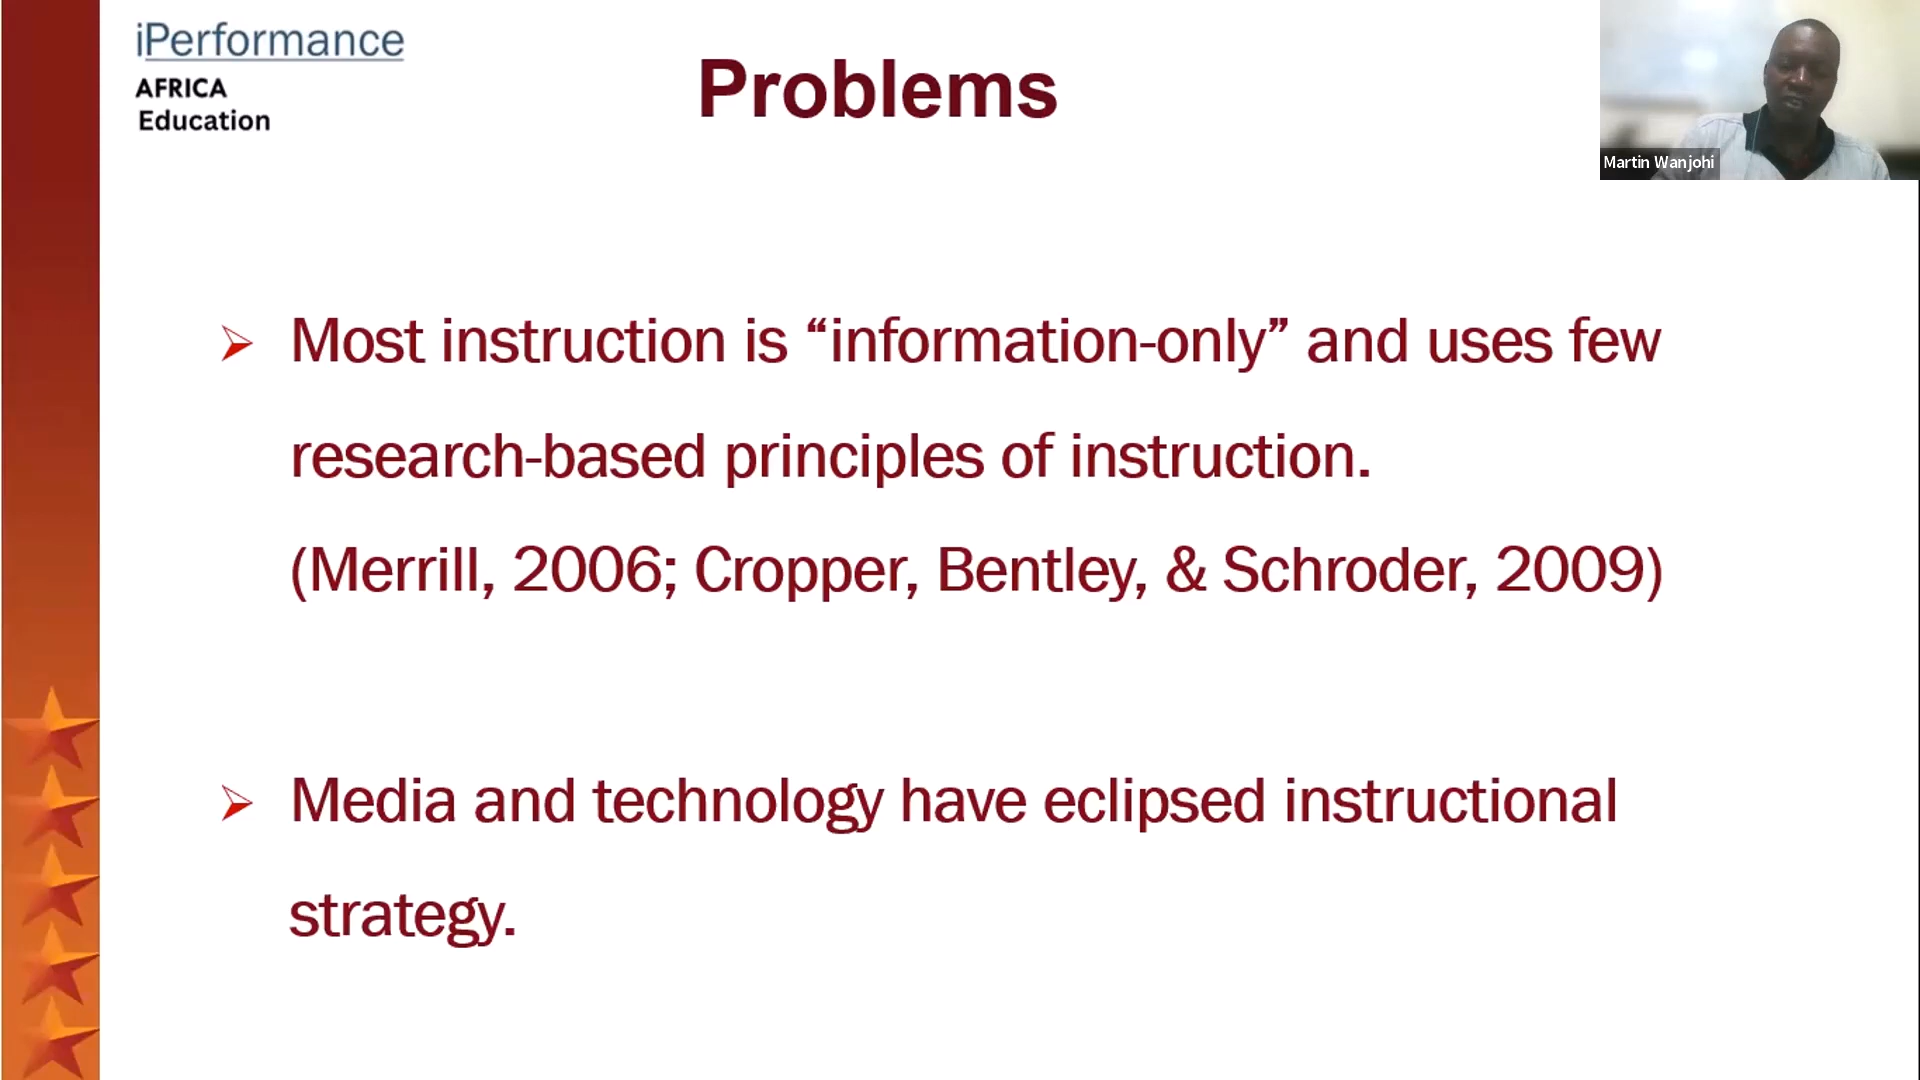 iPerformance
AFRICA
Education
Problems
Martin Wanjohi
Most instruction is “information-only” and uses few
research-based principles of instruction.
(Merrill, 2006; Cropper, Bentley, & Schroder, 2009)
Media and technology have eclipsed instructional
strategy.